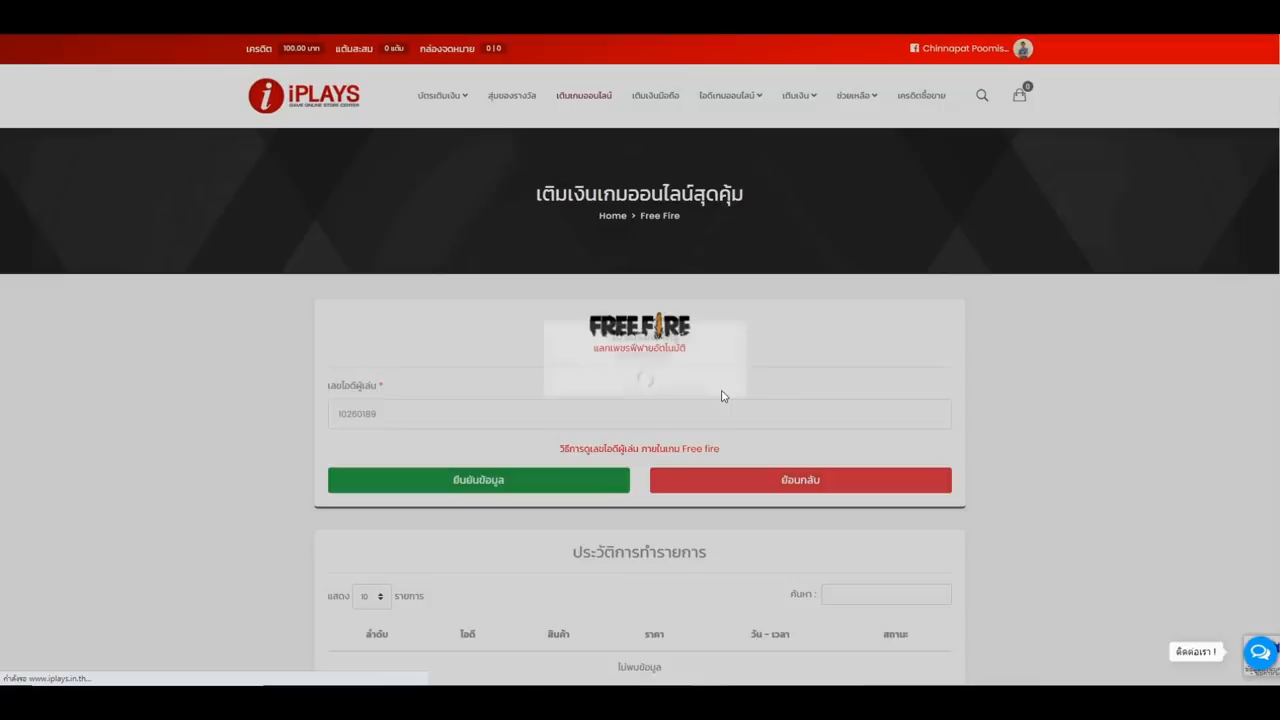 เครดิต 100.00 บาท แต้มสะสม 0 แต้ม กล่องจดหมาย 0 | 0 Chinnapat Poomis...
i iPLAYS
GAME ONLINE STORE CENTER
บัตรเติมเงิน สุ่มของรางวัล เติมเกมออนไลน์ เติมเงินมือถือ ไอดีเกมออนไลน์ เติมเงิน ช่วยเหลือ เครดิตซื้อขาย 0
เติมเงินเกมออนไลน์สุดคุ้ม
Home > Free Fire
FREE FIRE
แลกเพชรฟีฟายอัตโนมัติ
เลขไอดีผู้เล่น *
10260189
วิธีการดูเลขไอดีผู้เล่น ภายในเกม Free fire
ยืนยันข้อมูล ย้อนกลับ
ประวัติการทำรายการ
แสดง 10 รายการ ค้นหา :
ลำดับ ไอดี สินค้า ราคา วัน - เวลา สถานะ
ติดต่อเรา !
ไม่พบข้อมูล
กำลังรอ www.iplays.in.th...